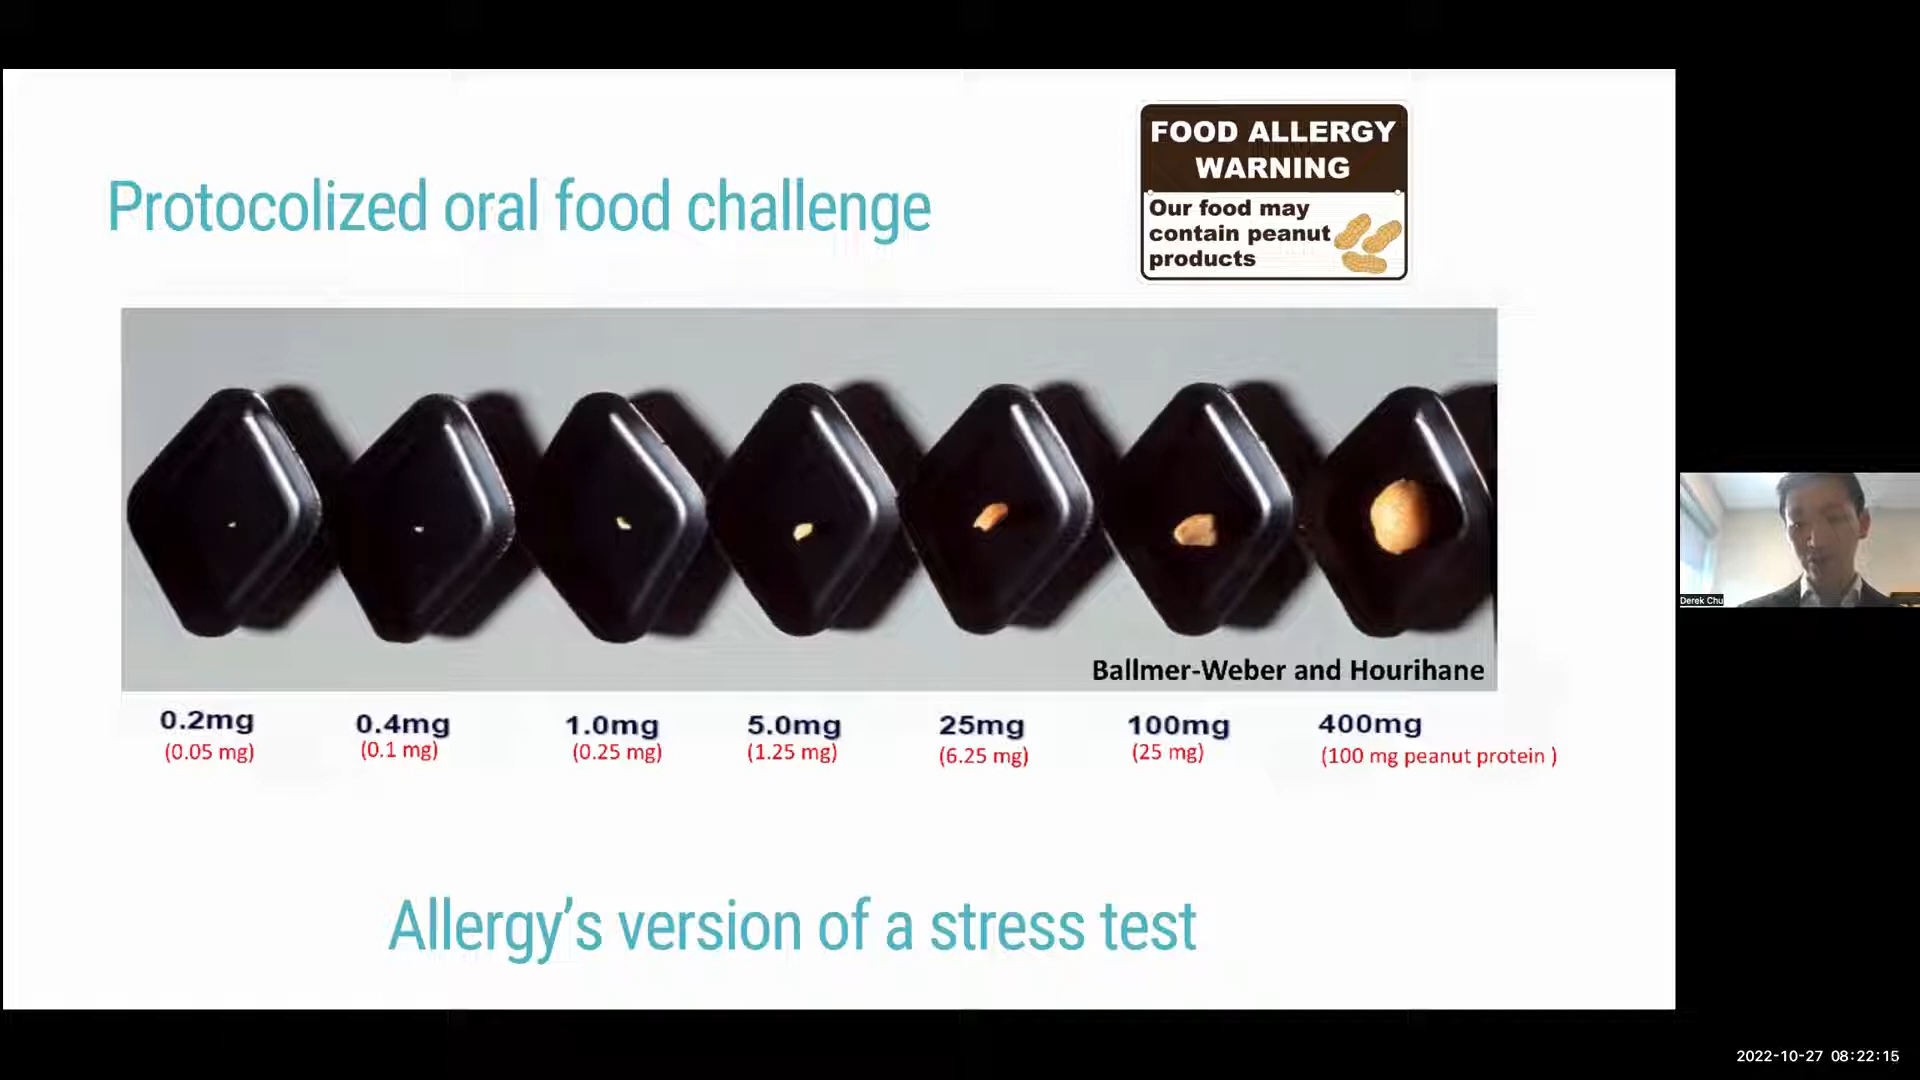 FOOD ALLERGY
WARNING
Our food may
contain peanut
products
Protocolized oral food challenge
Ballmer-Weber and Hourihane
0.2mg
(0.05 mg)
0.4mg
(0.1 mg)
1.0mg
(0.25 mg)
5.0mg
(1.25 mg)
25mg
(6.25 mg)
100mg
(25 mg)
400mg
(100 mg peanut protein )
Allergy’s version of a stress test
Derek Chu
2022-10-27 08:22:15